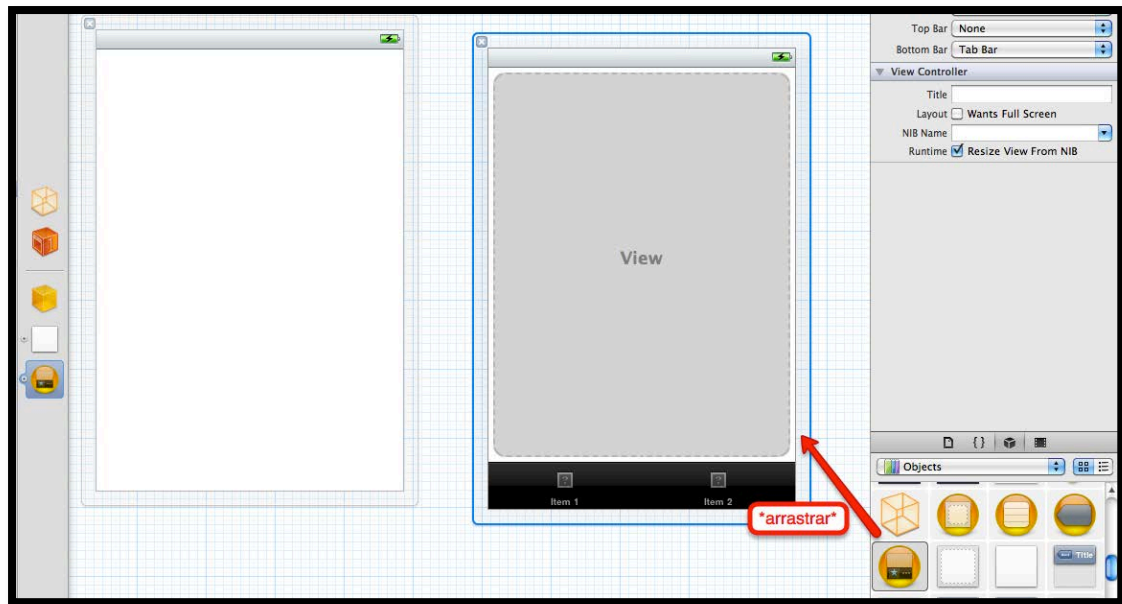 Top Bar None
Bottom Bar Tab Bar
View Controller
Title
Layout Wants Full Screen
NIB Name
Runtime Resize View From NIB
View
Item 1
Item 2
*arrastrar*
{}
Objects
Title